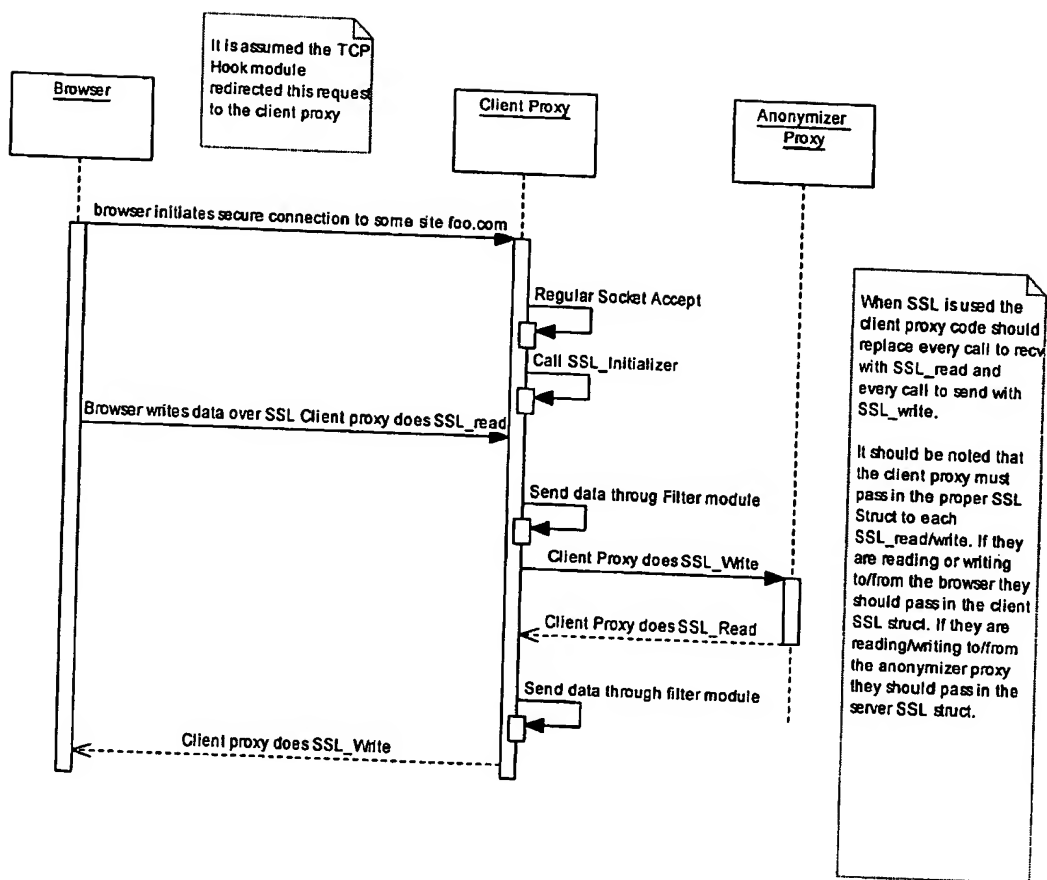 It is assumed the TCP
Hook module
redirected this request
to the client proxy
Browser
Client Proxy
Anonymizer
Proxy
browser initiates secure connection to some site foo.com
Regular Socket Accept
Call SSL_Initializer
Browser writes data over SSL Client proxy does SSL_read
Send data throug Filter module
Client Proxy does SSL_Write
Client Proxy does SSL_Read
Send data through filter module
Client proxy does SSL_Write
When SSL is used the
client proxy code should
replace every call to recv
with SSL_read and
every call to send with
SSL_write.
It should be noted that
the client proxy must
pass in the proper SSL
Struct to each
SSL_read/write. If they
are reading or writing
to/from the browser they
should pass in the client
SSL struct. If they are
reading/writing to/from
the anonymizer proxy
they should pass in the
server SSL struct.